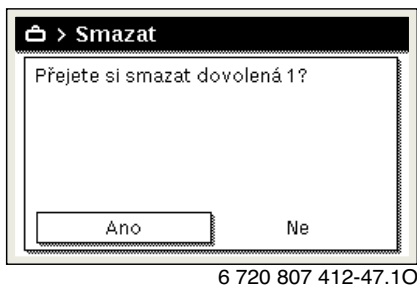 > Smazat
Přejete si smazat dovolená 1?
Ano Ne
6 720 807 412-47.1O